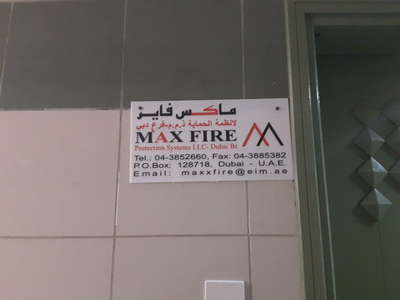 ماكس فاير
لانظمة الحماية ذ.م.م-فرع دبي
MAX FIRE
Protection Systems LLC- Dubai Br.
Tel.: 04-3852660, Fax: 04-3885382
P.O.Box: 128718, Dubai - U.A.E.
Email: maxxfire@eim.ae